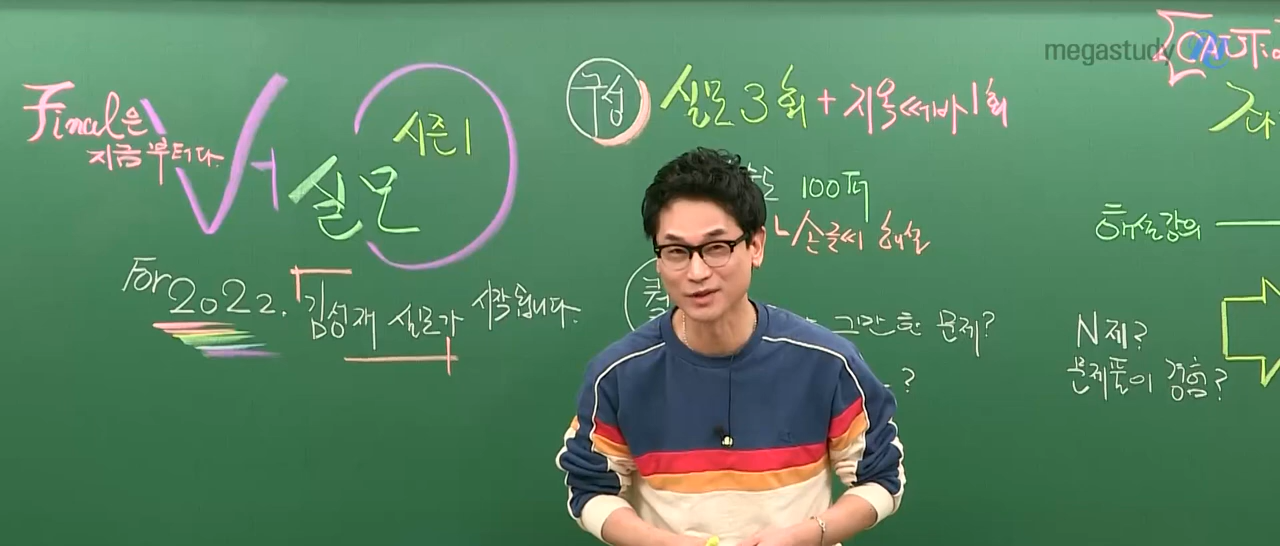 Final은
지금 부터다.
실모
시즌1
For 2022.
김성재 실모가 시작됩니다.
구성
실모 3회 + 지옥
1회
100퍼
손글씨 해설
그만한 문제?
?
megastudy
CAUTIO
해설강의
N제?
문제풀이 경험?